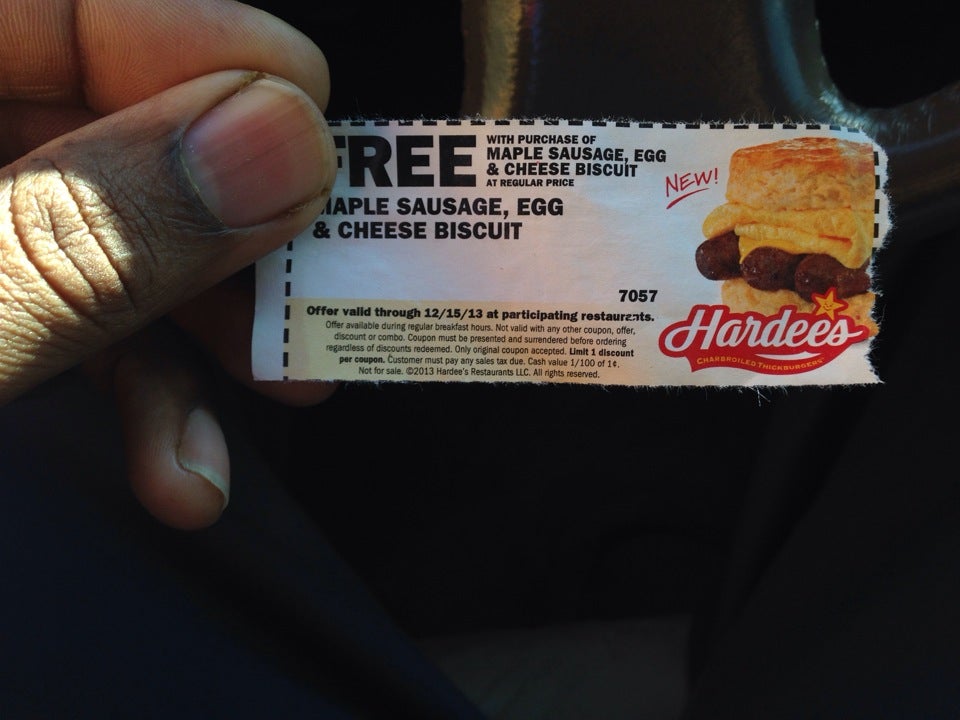 FREE WITH PURCHASE OF
MAPLE SAUSAGE, EGG
& CHEESE BISCUIT
AT REGULAR PRICE
MAPLE SAUSAGE, EGG
& CHEESE BISCUIT
NEW!
7057
Offer valid through 12/15/13 at participating restaurants.
Offer available during regular breakfast hours. Not valid with any other coupon, offer,
discount or combo. Coupon must be presented and surrendered before ordering
regardless of discounts redeemed. Only original coupon accepted. Limit 1 discount
per coupon. Customer must pay any sales tax due. Cash value 1/100 of 1¢.
Not for sale. ©2013 Hardee's Restaurants LLC. All rights reserved.
Hardee's
CHARBROILED THICKBURGERS